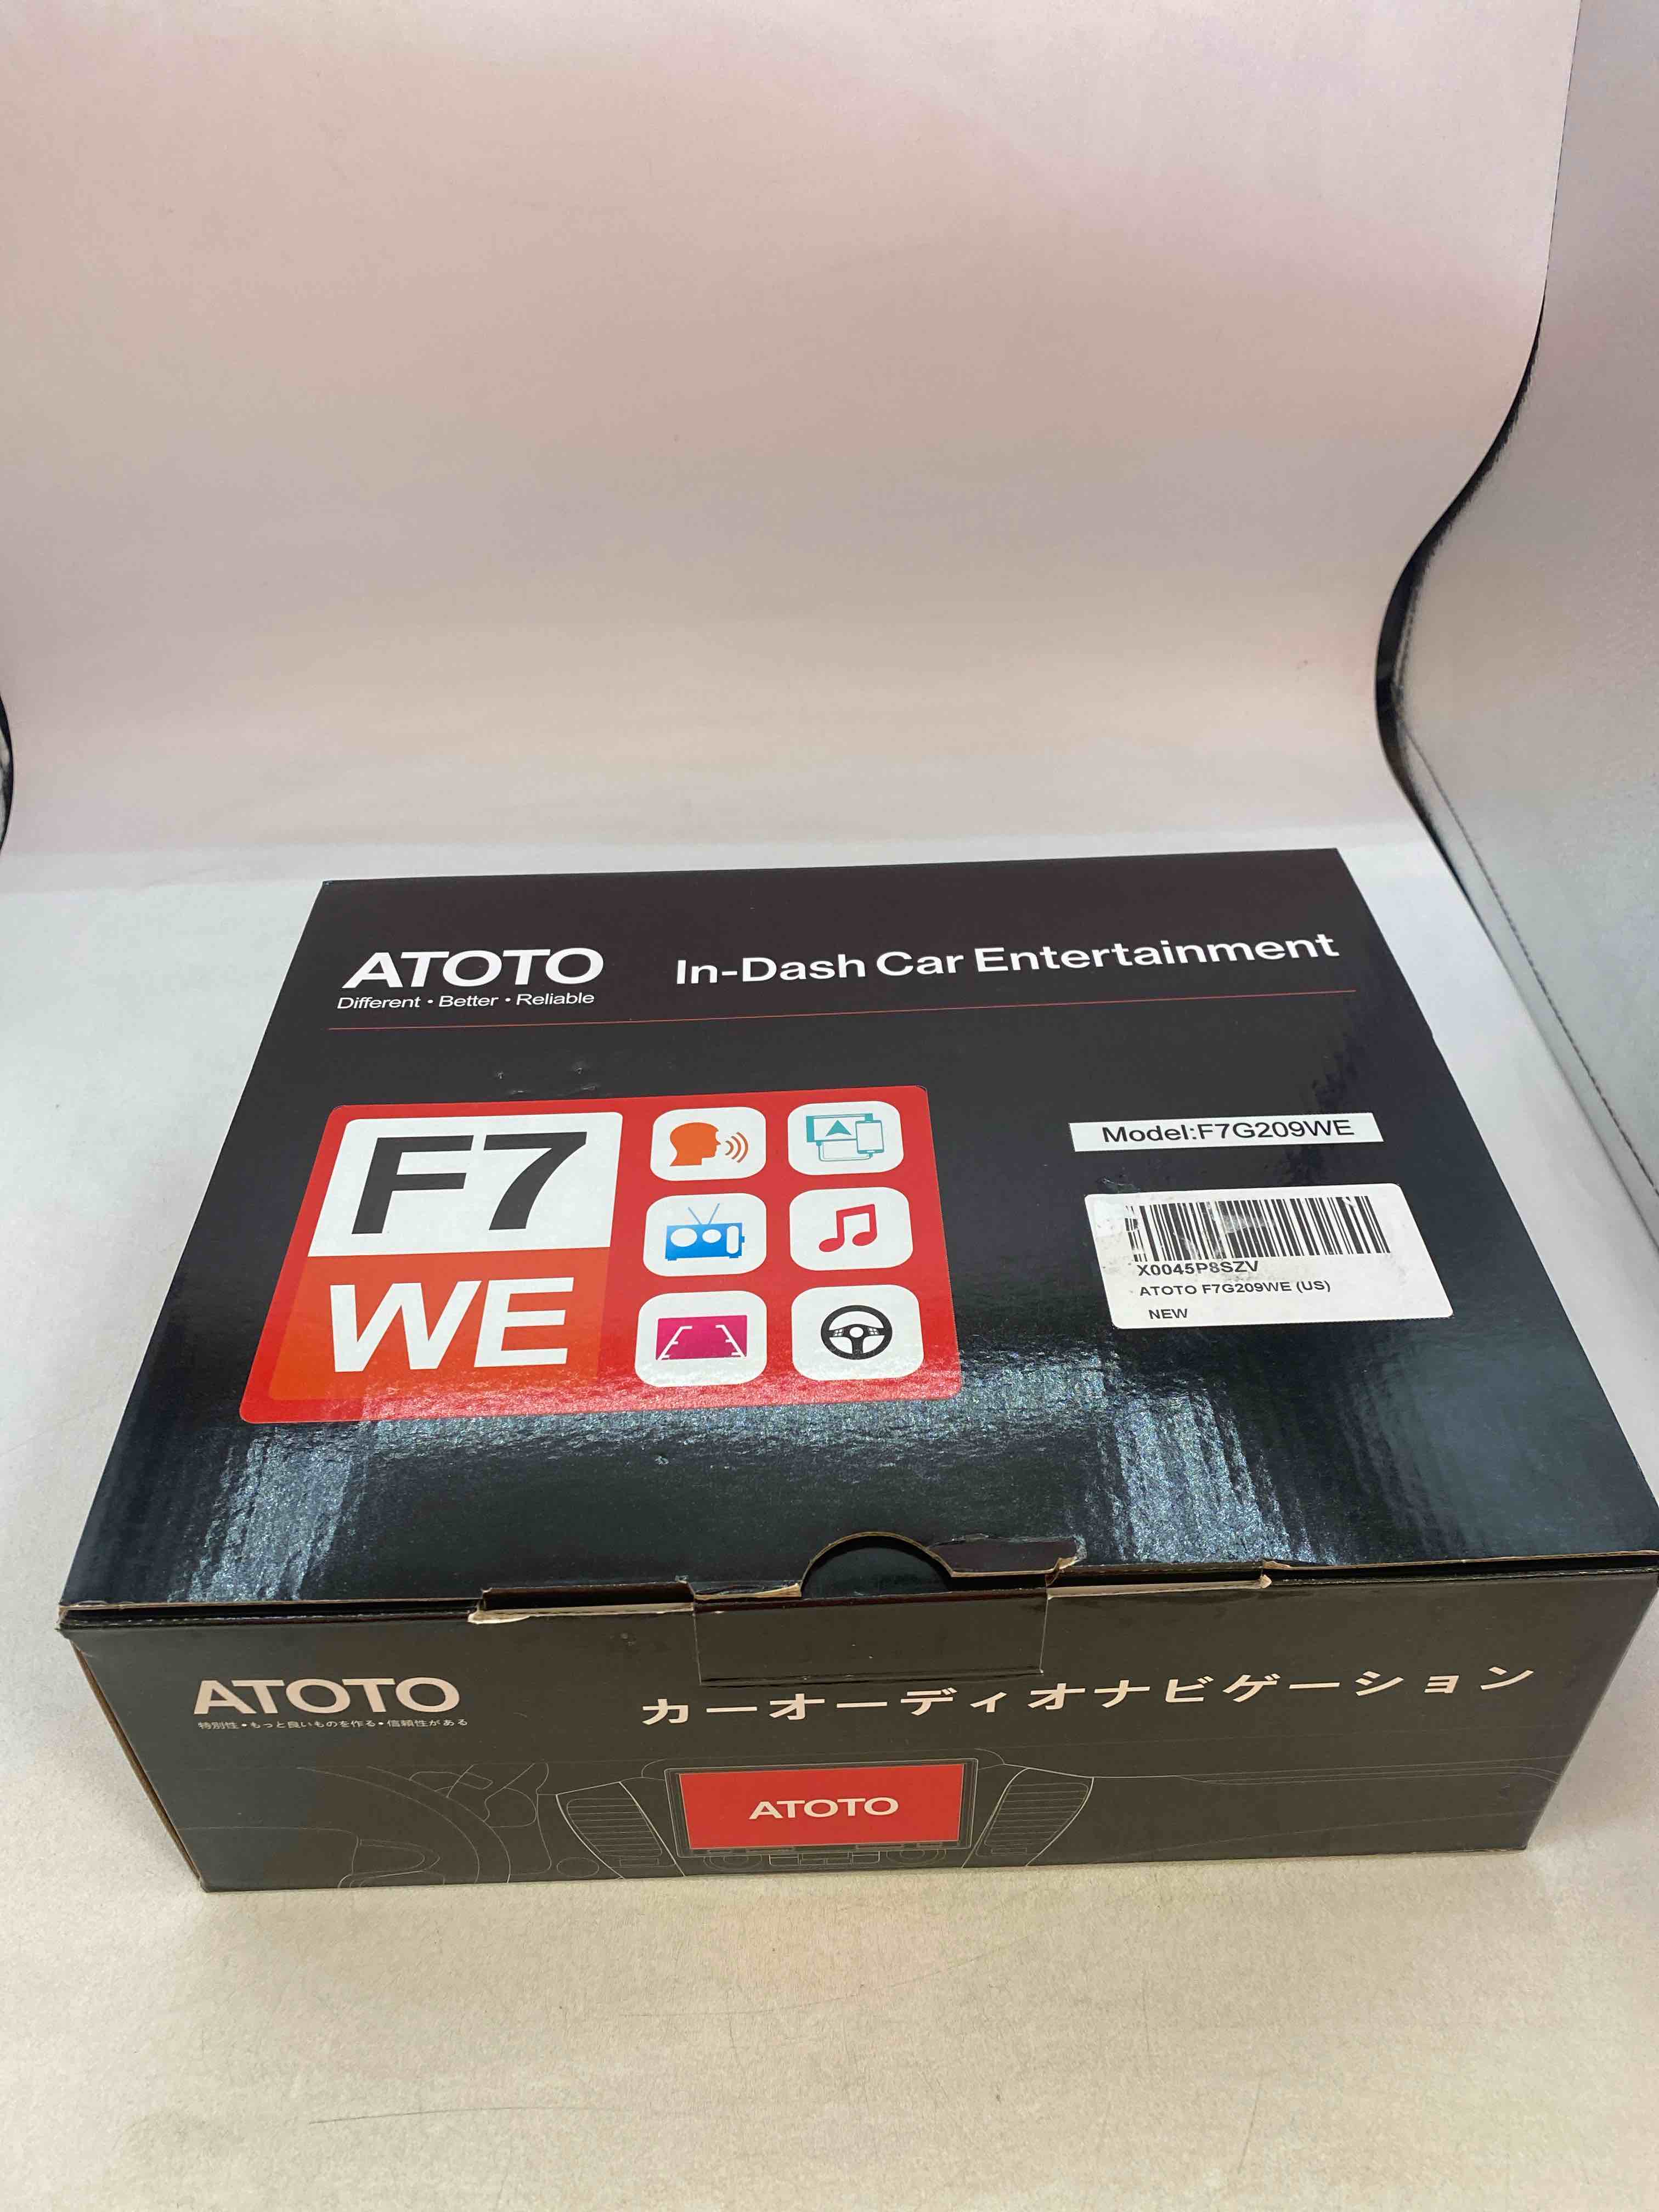 ATOTO
Different • Better • Reliable
In-Dash Car Entertainment
F7
WE
Model:F7G209WE
X0045P8SZV
ATOTO F7G209WE (US)
NEW
ATOTO
特別性•もっと良いものを作る•信頼性がある
カーオーディオナビゲーション
ATOTO